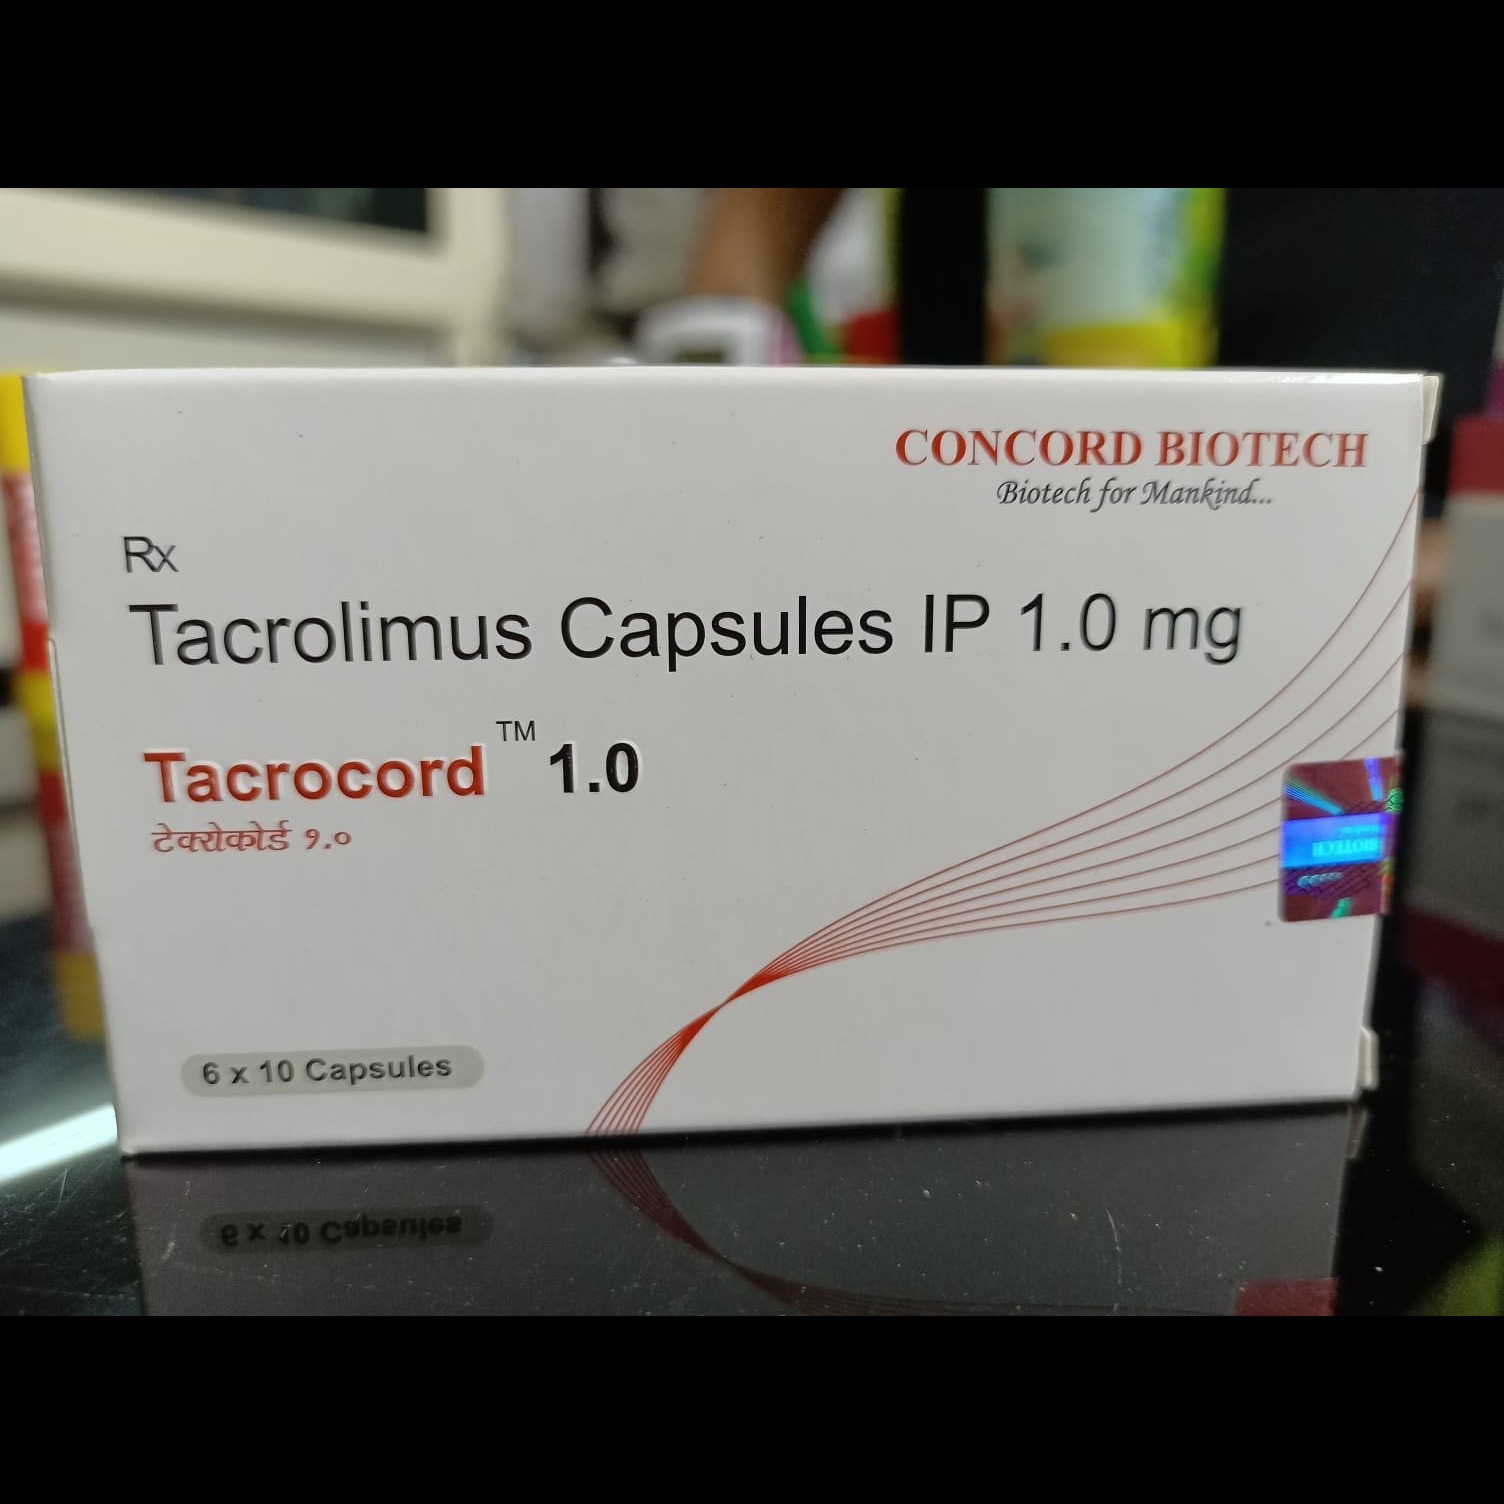 CONCORD BIOTECH
Biotech for Mankind...
Rx
Tacrolimus Capsules IP 1.0 mg
Tacrocord™ 1.0
टेक्रोकोर्ड १.०
BIOTECH
6 x 10 Capsules